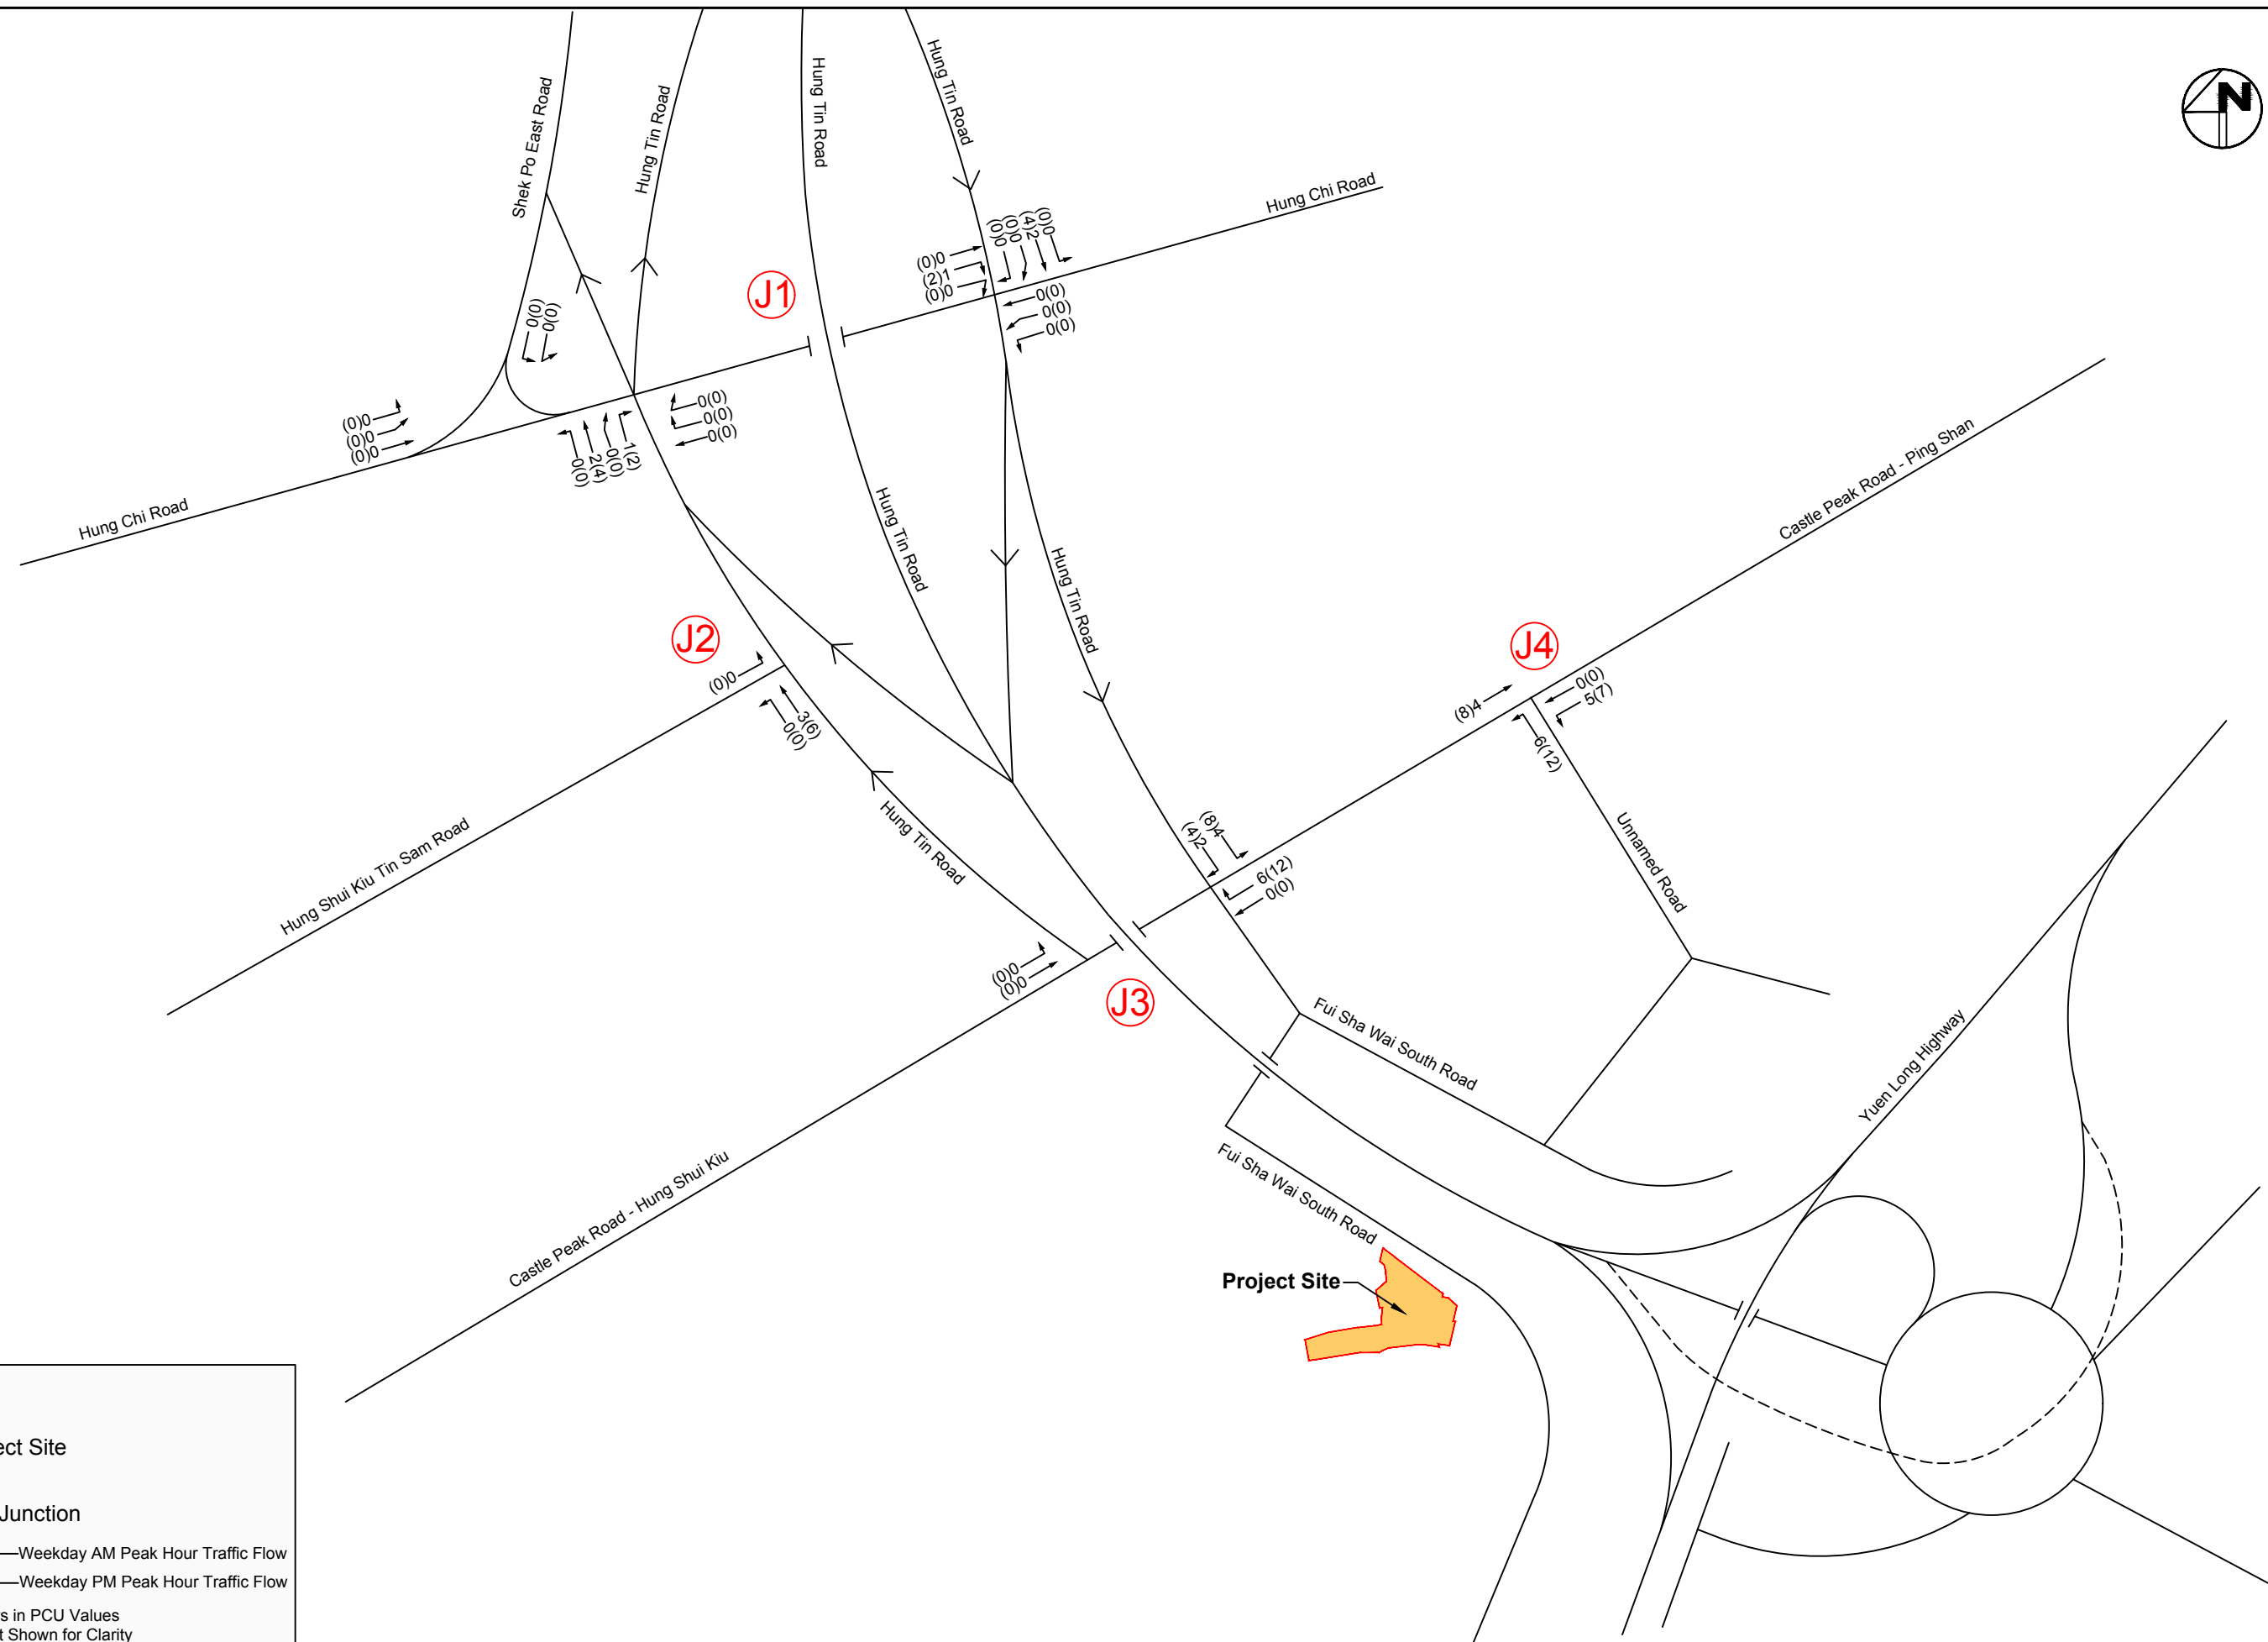 N
Shek Po East Road
Hung Tin Road
Hung Tin Road
Hung Tin Road
Hung Chi Road
J1
(0)0
(2)1
(0)0
(0)0
(0)0
(4)2
(0)0
0(0)
0(0)
0(0)
0(0)
0(0)
(0)0
(0)0
(0)0
0(0)
2(4)
0(0)
1(2)
0(0)
0(0)
0(0)
Hung Chi Road
Hung Tin Road
Hung Tin Road
Castle Peak Road - Ping Shan
J2
(0)0
3(6)
0(0)
J4
(8)4
0(0)
5(7)
6(12)
Hung Shui Kiu Tin Sam Road
Hung Tin Road
(8)4
(4)2
6(12)
0(0)
Unnamed Road
(0)0
(0)0
J3
Fui Sha Wai South Road
Yuen Long Highway
Castle Peak Road - Hung Shui Kiu
Fui Sha Wai South Road
Project Site
ect Site
Junction
Weekday AM Peak Hour Traffic Flow
Weekday PM Peak Hour Traffic Flow
s in PCU Values
t Shown for Clarity